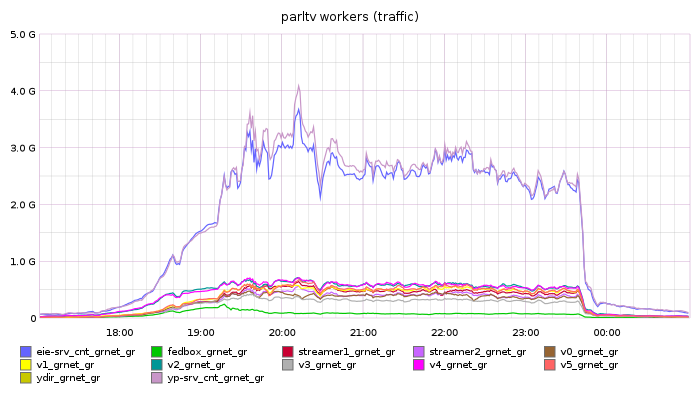 parltv workers (traffic)
5.0 G
4.0 G
3.0 G
2.0 G
1.0 G
0
18:00 19:00 20:00 21:00 22:00 23:00 00:00
eie-srv_cnt_grnet_gr fedbox_grnet_gr streamer1_grnet_gr streamer2_grnet_gr v0_grnet_gr
v1_grnet_gr v2_grnet_gr v3_grnet_gr v4_grnet_gr v5_grnet_gr
ydir_grnet_gr yp-srv_cnt_grnet_gr